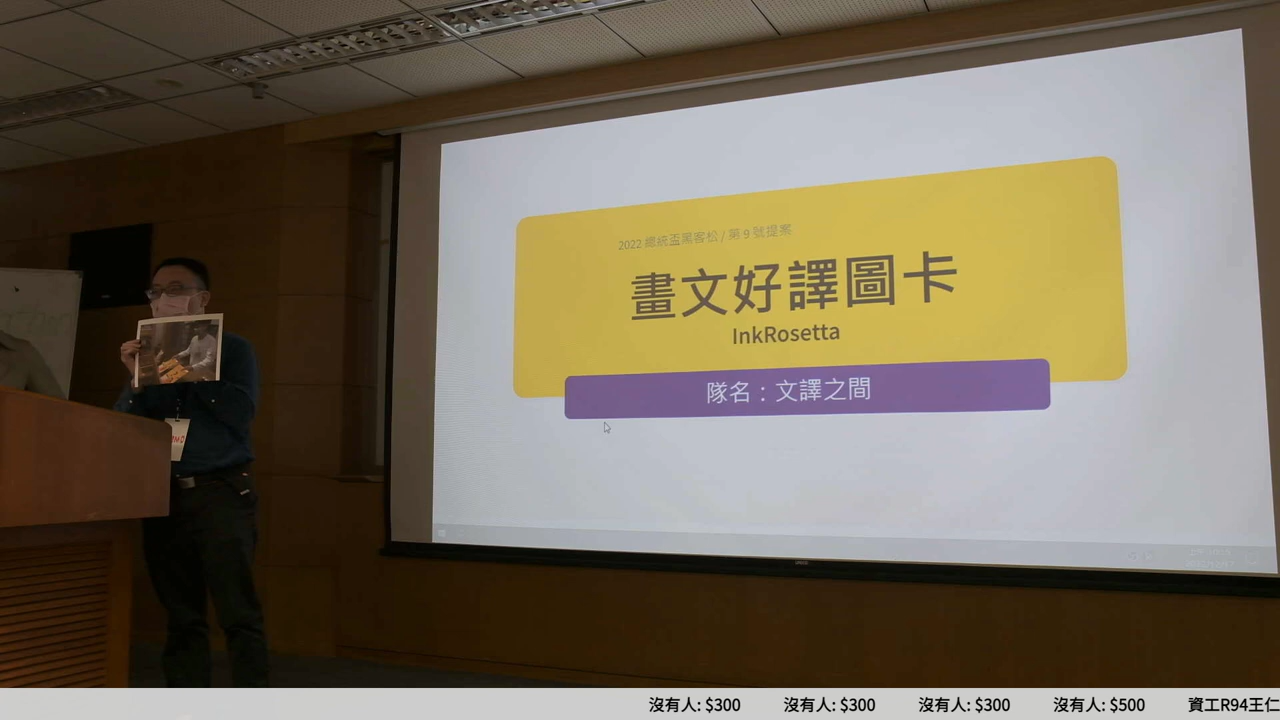 2022 總統盃黑客松 / 第 9 號提案
畫文好譯圖卡
InkRosetta
隊名：文譯之間
沒有人: $300 沒有人: $300 沒有人: $300 沒有人: $500 資工R94王仁